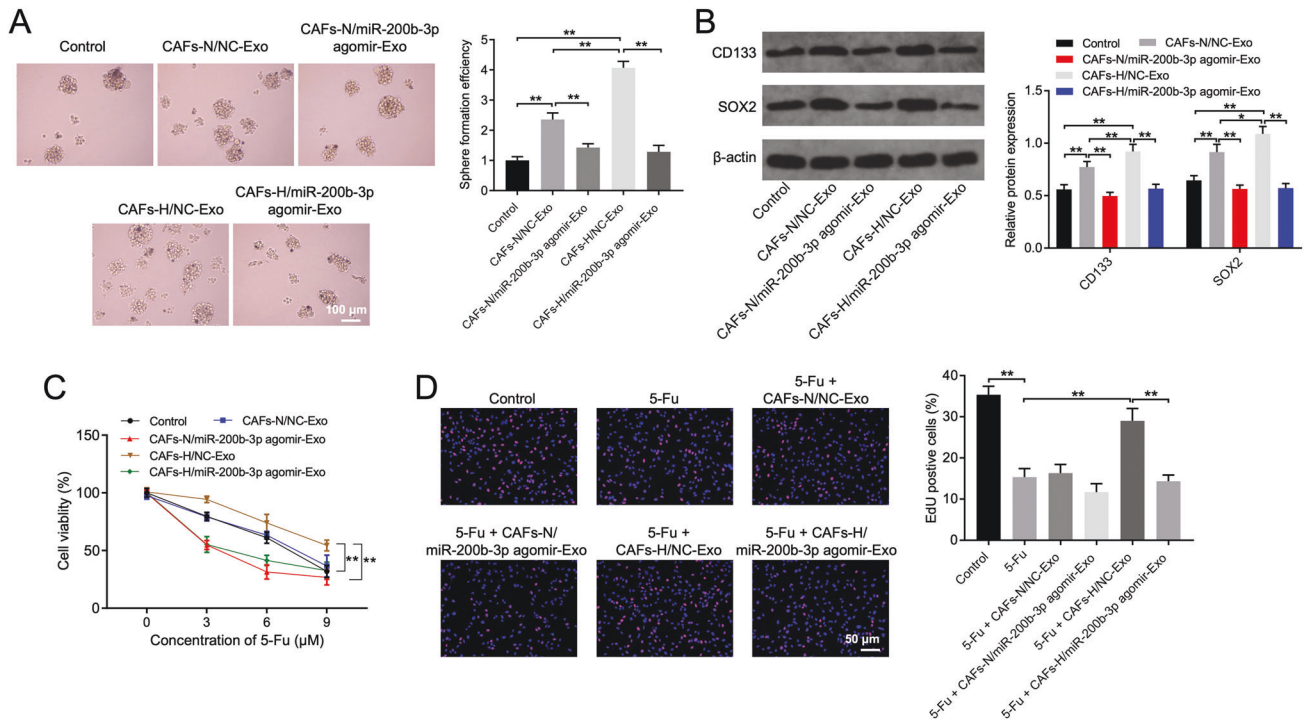 A
Control
CAFs-N/NC-Exo
CAFs-N/miR-200b-3p
agomir-Exo
CAFs-H/NC-Exo
CAFs-H/miR-200b-3p
agomir-Exo
100 μm
Sphere formation effciency
5
4
3
2
1
0
**
**
**
**
**
Control
CAFs-N/NC-Exo
CAFs-N/miR-200b-3p agomir-Exo
CAFs-H/NC-Exo
CAFs-H/miR-200b-3p agomir-Exo
B
CD133
SOX2
β-actin
Control
CAFs-N/NC-Exo
CAFs-N/miR-200b-3p agomir-Exo
CAFs-H/NC-Exo
CAFs-H/miR-200b-3p agomir-Exo
Control
CAFs-N/NC-Exo
CAFs-N/miR-200b-3p agomir-Exo
CAFs-H/NC-Exo
CAFs-H/miR-200b-3p agomir-Exo
Relative protein expression
1.5
1.0
0.5
0.0
**
**
**
**
**
**
*
**
**
**
CD133
SOX2
C
Control
CAFs-N/NC-Exo
CAFs-N/miR-200b-3p agomir-Exo
CAFs-H/NC-Exo
CAFs-H/miR-200b-3p agomir-Exo
Cell viablity (%)
150
100
50
0
**
**
0
3
6
9
Concentration of 5-Fu (μM)
D
Control
5-Fu
5-Fu +
CAFs-N/NC-Exo
5-Fu + CAFs-N/
miR-200b-3p agomir-Exo
5-Fu +
CAFs-H/NC-Exo
5-Fu + CAFs-H/
miR-200b-3p agomir-Exo
50 μm
EdU postive cells (%)
40
30
20
10
0
**
**
**
Control
5-Fu
5-Fu + CAFs-N/NC-Exo
5-Fu + CAFs-N/miR-200b-3p agomir-Exo
5-Fu + CAFs-H/NC-Exo
5-Fu + CAFs-H/miR-200b-3p agomir-Exo